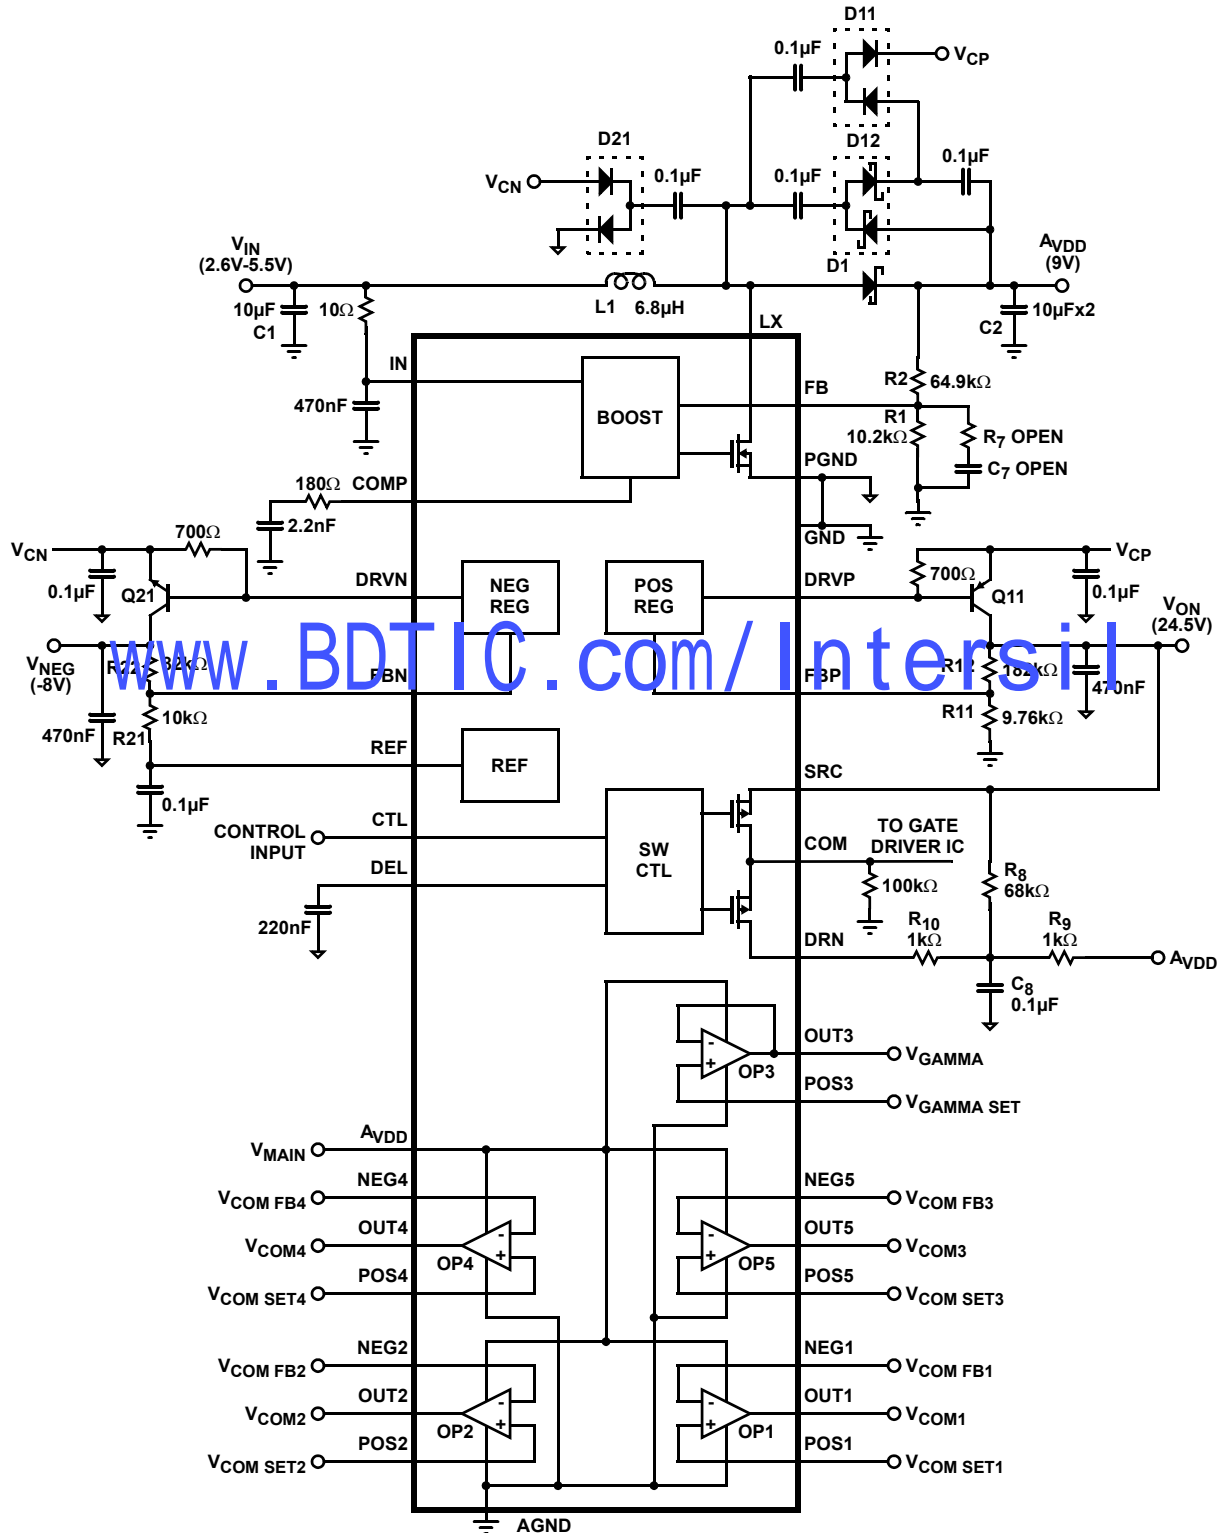 D11
0.1µF
VCP
D21
D12
0.1µF
0.1µF
0.1µF
VCN
VIN
(2.6V-5.5V)
D1
AVDD
(9V)
10µF
C1
10Ω
L1
6.8µH
C2
10µFx2
LX
IN
BOOST
R2
64.9kΩ
FB
470nF
R1
10.2kΩ
R7 OPEN
PGND
C7 OPEN
180Ω
COMP
2.2nF
GND
700Ω
VCN
VCP
DRVN
NEG
REG
POS
REG
DRVP
700Ω
0.1µF
Q21
Q11
0.1µF
VON
(24.5V)
www.BDTIC.com/Intersil
VNEG
(-8V)
R22
82kΩ
FBN
FBP
R12
182kΩ
470nF
10kΩ
R11
9.76kΩ
470nF
R21
REF
REF
SRC
0.1µF
CTL
CONTROL
INPUT
SW
CTL
COM
TO GATE
DRIVER IC
DEL
100kΩ
R8
68kΩ
220nF
DRN
R10
1kΩ
R9
1kΩ
AVDD
C8
0.1µF
OUT3
VGAMMA
OP3
POS3
VGAMMA SET
AVDD
VMAIN
NEG4
VCOM FB4
NEG5
VCOM FB3
OUT4
VCOM4
OP4
OP5
OUT5
VCOM3
POS4
VCOM SET4
POS5
VCOM SET3
NEG2
VCOM FB2
NEG1
VCOM FB1
OUT2
VCOM2
OP2
OP1
OUT1
VCOM1
POS2
VCOM SET2
POS1
VCOM SET1
AGND